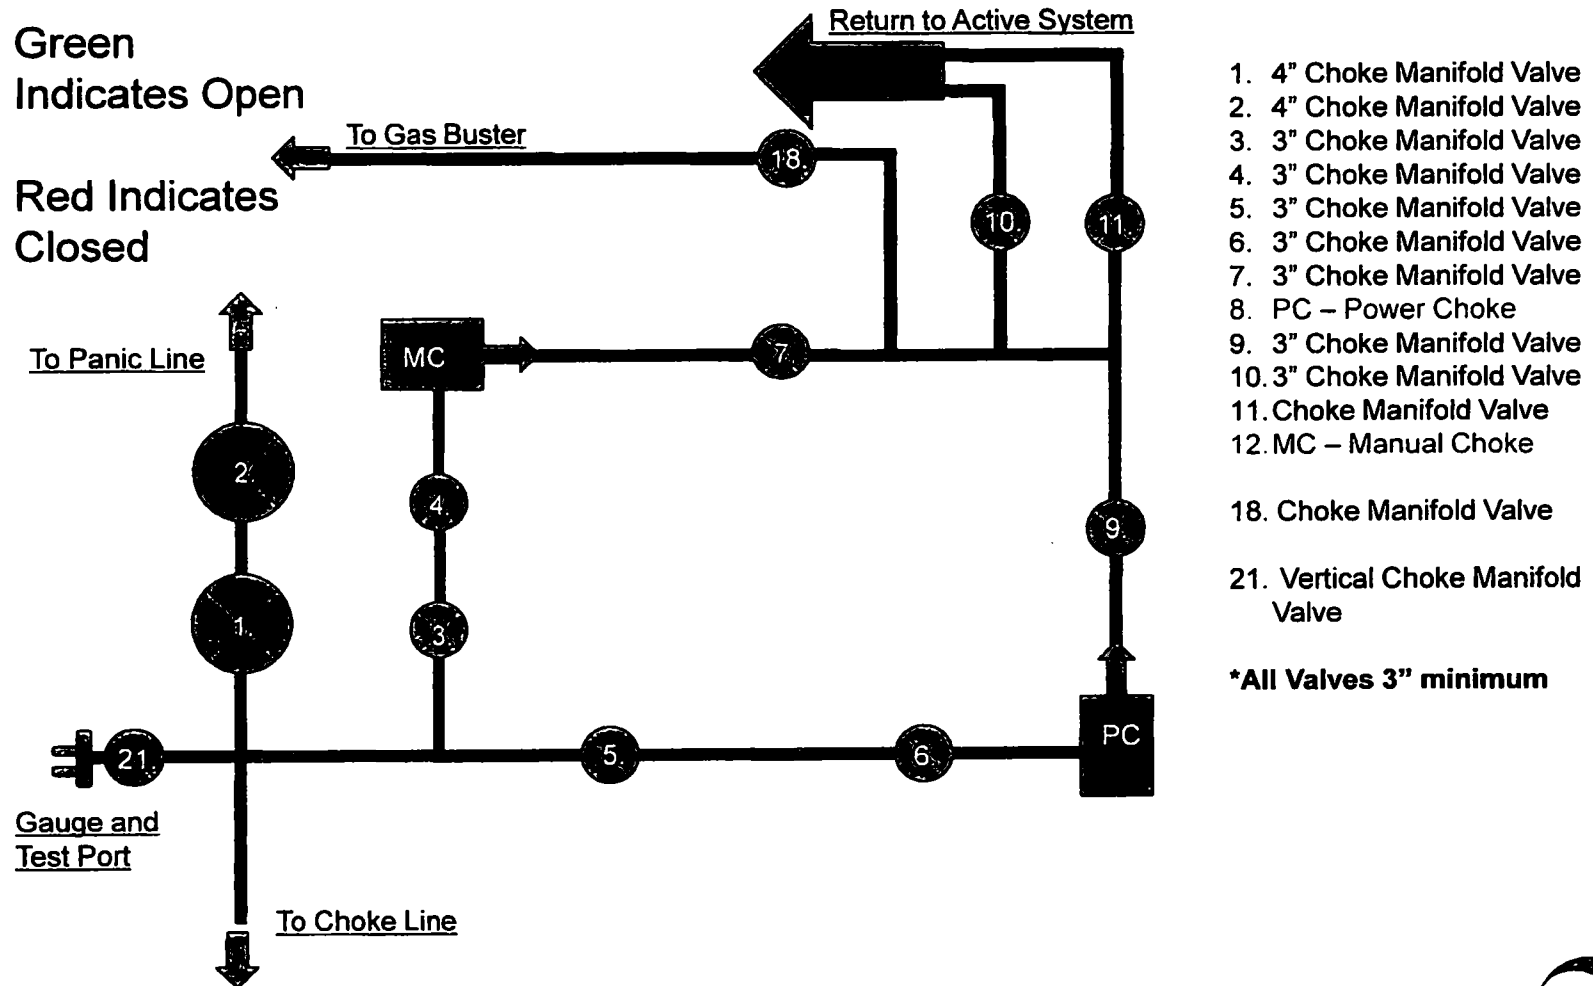 Green
Indicates Open
Red Indicates
Closed
Return to Active System
To Gas Buster
18.
10.
11.
To Panic Line
MC
7
2.
4.
9.
1.
3
PC
21.
5.
6.
Gauge and
Test Port
To Choke Line
1. 4" Choke Manifold Valve
2. 4" Choke Manifold Valve
3. 3" Choke Manifold Valve
4. 3" Choke Manifold Valve
5. 3" Choke Manifold Valve
6. 3" Choke Manifold Valve
7. 3" Choke Manifold Valve
8. PC – Power Choke
9. 3" Choke Manifold Valve
10. 3" Choke Manifold Valve
11. Choke Manifold Valve
12. MC – Manual Choke
18. Choke Manifold Valve
21. Vertical Choke Manifold
Valve
*All Valves 3" minimum